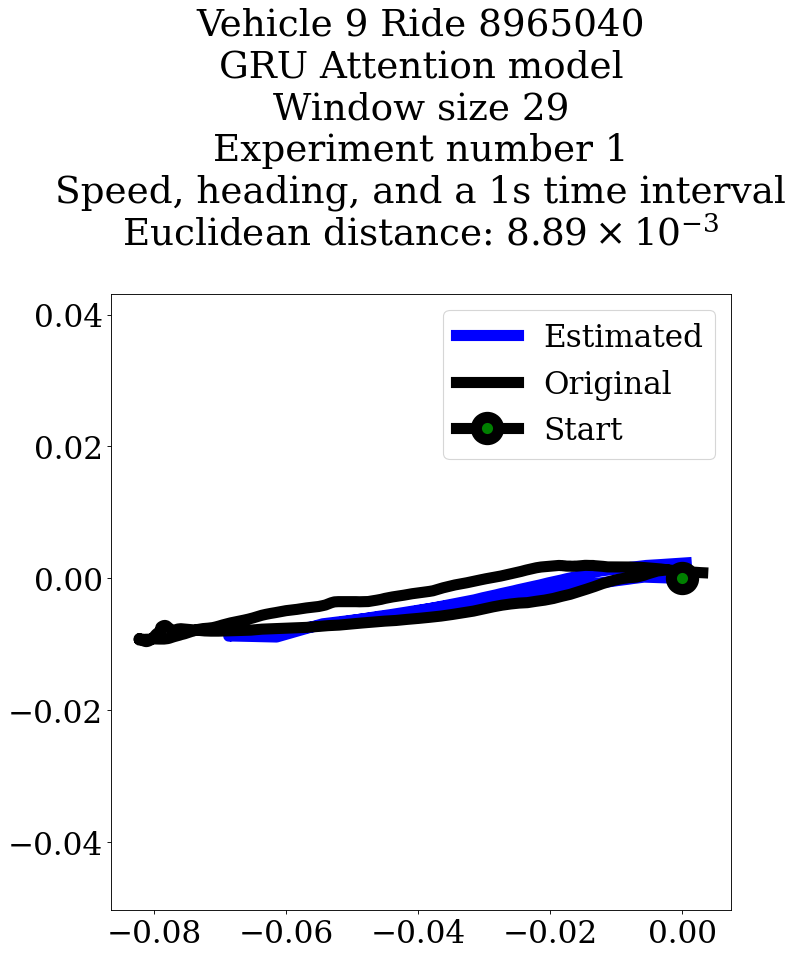 Vehicle 9 Ride 8965040
GRU Attention model
Window size 29
Experiment number 1
Speed, heading, and a 1s time interval
Euclidean distance: 8.89 × 10⁻³
Estimated
Original
Start
0.04
0.02
0.00
−0.02
−0.04
−0.08
−0.06
−0.04
−0.02
0.00